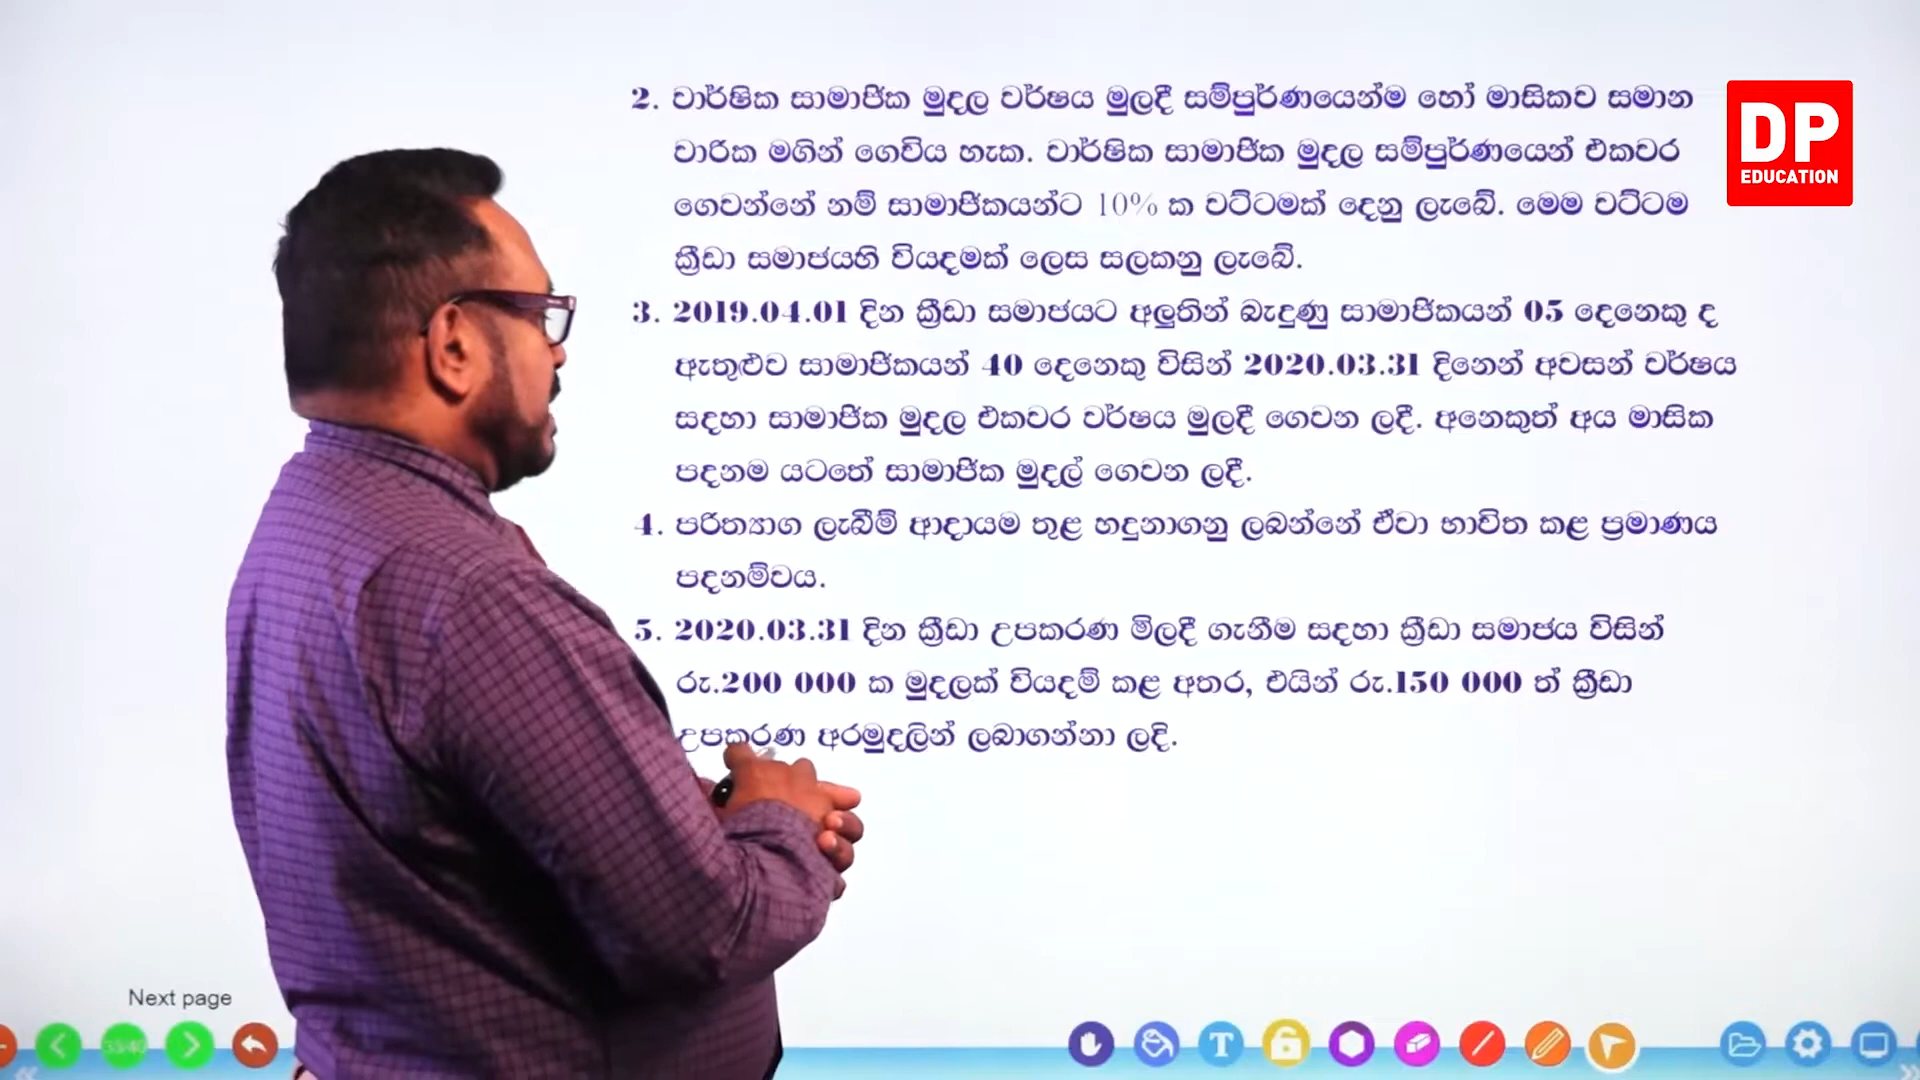 2. වාර්ෂික සාමාජික මුදල වර්ෂය මුලදී සම්පුර්ණයෙන්ම හෝ මාසිකව සමාන
වාරික මගින් ගෙවිය හැක. වාර්ෂික සාමාජික මුදල සම්පුර්ණයෙන් එකවර
ගෙවන්නේ නම් සාමාජිකයන්ට 10% ක වට්ටමක් දෙනු ලැබේ. මෙම වට්ටම
ක්‍රීඩා සමාජයහි වියදමක් ලෙස සලකනු ලැබේ.
3. 2019.04.01 දින ක්‍රීඩා සමාජයට අලුතින් බැදුණු සාමාජිකයන් 05 දෙනෙකු ද
ඇතුළුව සාමාජිකයන් 40 දෙනෙකු විසින් 2020.03.31 දිනෙන් අවසන් වර්ෂය
සදහා සාමාජික මුදල එකවර වර්ෂය මුලදී ගෙවන ලදී. අනෙකුත් අය මාසික
පදනම යටතේ සාමාජික මුදල් ගෙවන ලදී.
4. පරිත්‍යාග ලැබීම් ආදායම තුළ හදුනාගනු ලබන්නේ ඒවා භාවිත කළ ප්‍රමාණය
පදනම්වය.
5. 2020.03.31 දින ක්‍රීඩා උපකරණ මිලදී ගැනීම සදහා ක්‍රීඩා සමාජය විසින්
රු.200 000 ක මුදලක් වියදම් කළ අතර, එයින් රු.150 000 ත් ක්‍රීඩා
උපකරණ අරමුදලින් ලබාගන්නා ලදි.
DP
EDUCATION
Next page
T